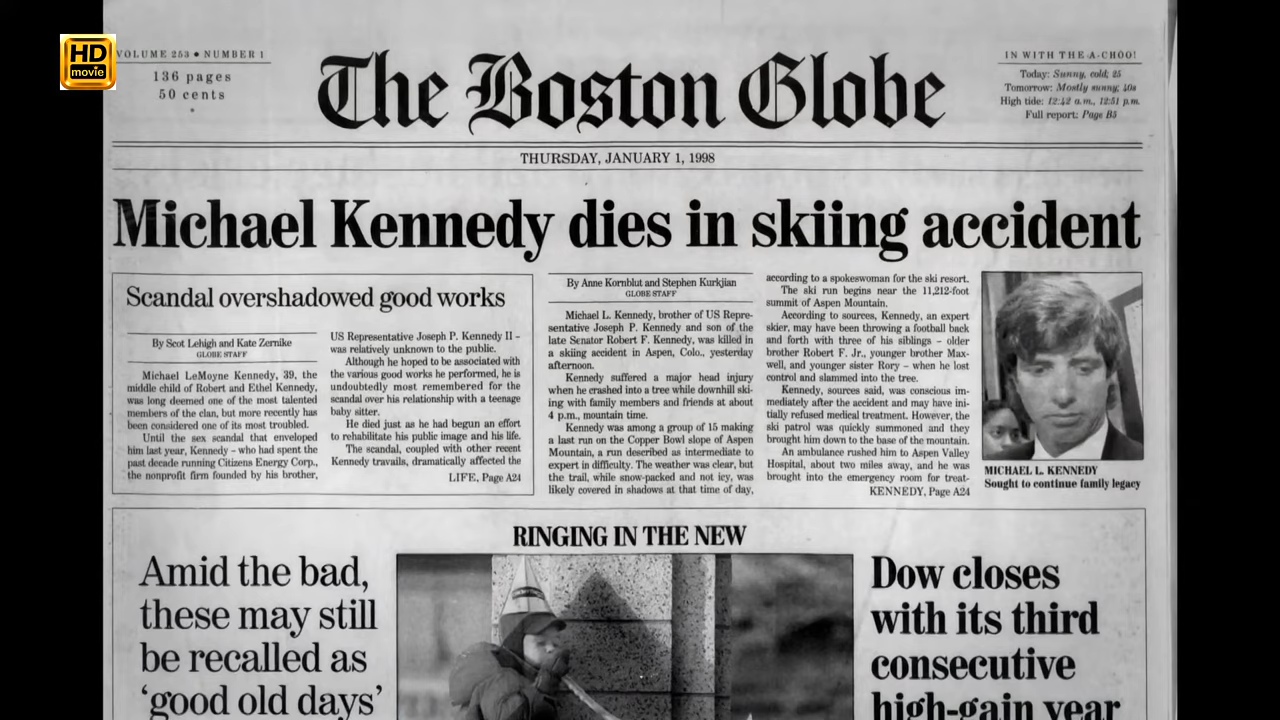 HD
movie
VOLUME 253 • NUMBER 1
136 pages
50 cents
The Boston Globe
IN WITH THE A-CHOO!
Today: Sunny, cold; 25
Tomorrow: Mostly sunny; 40s
High tide: 12:42 a.m., 12:51 p.m.
Full report: Page B5
THURSDAY, JANUARY 1, 1998
Michael Kennedy dies in skiing accident
Scandal overshadowed good works
By Scot Lehigh and Kate Zernike
GLOBE STAFF
Michael LeMoyne Kennedy, 39, the
middle child of Robert and Ethel Kennedy,
was long deemed one of the most talented
members of the clan, but more recently has
been considered one of its most troubled.
Until the sex scandal that enveloped
him last year, Kennedy – who had spent the
past decade running Citizens Energy Corp.,
the nonprofit firm founded by his brother,
US Representative Joseph P. Kennedy II –
was relatively unknown to the public.
Although he hoped to be associated with
the various good works he performed, he is
undoubtedly most remembered for the
scandal over his relationship with a teenage
baby sitter.
He died just as he had begun an effort
to rehabilitate his public image and his life.
The scandal, coupled with other recent
Kennedy travails, dramatically affected the
LIFE, Page A24
By Anne Kornblut and Stephen Kurkjian
GLOBE STAFF
Michael L. Kennedy, brother of US Repre-
sentative Joseph P. Kennedy and son of the
late Senator Robert F. Kennedy, was killed in
a skiing accident in Aspen, Colo., yesterday
afternoon.
Kennedy suffered a major head injury
when he crashed into a tree while downhill ski-
ing with family members and friends at about
4 p.m., mountain time.
Kennedy was among a group of 15 making
a last run on the Copper Bowl slope of Aspen
Mountain, a run described as intermediate to
expert in difficulty. The weather was clear, but
the trail, while snow-packed and not icy, was
likely covered in shadows at that time of day,
according to a spokeswoman for the ski resort.
The ski run begins near the 11,212-foot
summit of Aspen Mountain.
According to sources, Kennedy, an expert
skier, may have been throwing a football back
and forth with three of his siblings – older
brother Robert F. Jr., younger brother Max-
well, and younger sister Rory – when he lost
control and slammed into the tree.
Kennedy, sources said, was conscious im-
mediately after the accident and may have ini-
tially refused medical treatment. However, the
ski patrol was quickly summoned and they
brought him down to the base of the mountain.
An ambulance rushed him to Aspen Valley
Hospital, about two miles away, and he was
brought into the emergency room for treat-
KENNEDY, Page A24
MICHAEL L. KENNEDY
Sought to continue family legacy
RINGING IN THE NEW
Amid the bad,
these may still
be recalled as
‘good old days’
Dow closes
with its third
consecutive
high-gain year